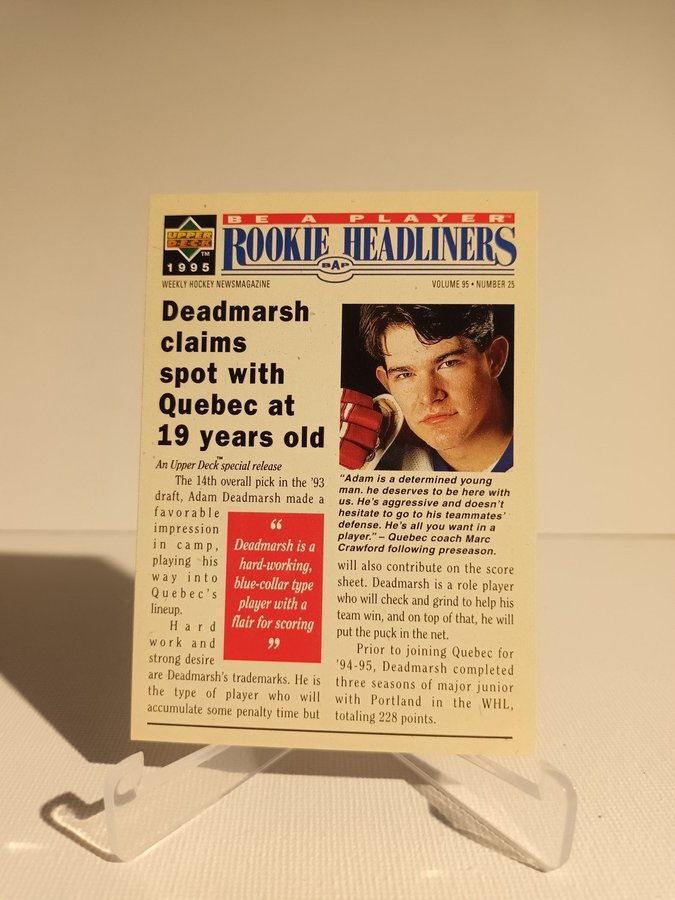 BE A PLAYER™
UPPER
DECK
™
1995
ROOKIE HEADLINERS
BAP
WEEKLY HOCKEY NEWSMAGAZINE
VOLUME 95 • NUMBER 25
Deadmarsh
claims
spot with
Quebec at
19 years old
An Upper Deck™ special release
The 14th overall pick in the '93
draft, Adam Deadmarsh made a
favorable
impression
in camp,
playing his
way into
Quebec's
lineup.
Hard
work and
strong desire
are Deadmarsh's trademarks. He is
the type of player who will
accumulate some penalty time but
“
Deadmarsh is a
hard-working,
blue-collar type
player with a
flair for scoring
”
“Adam is a determined young
man. he deserves to be here with
us. He's aggressive and doesn't
hesitate to go to his teammates'
defense. He's all you want in a
player.” – Quebec coach Marc
Crawford following preseason.
will also contribute on the score
sheet. Deadmarsh is a role player
who will check and grind to help his
team win, and on top of that, he will
put the puck in the net.
Prior to joining Quebec for
'94-95, Deadmarsh completed
three seasons of major junior
with Portland in the WHL,
totaling 228 points.